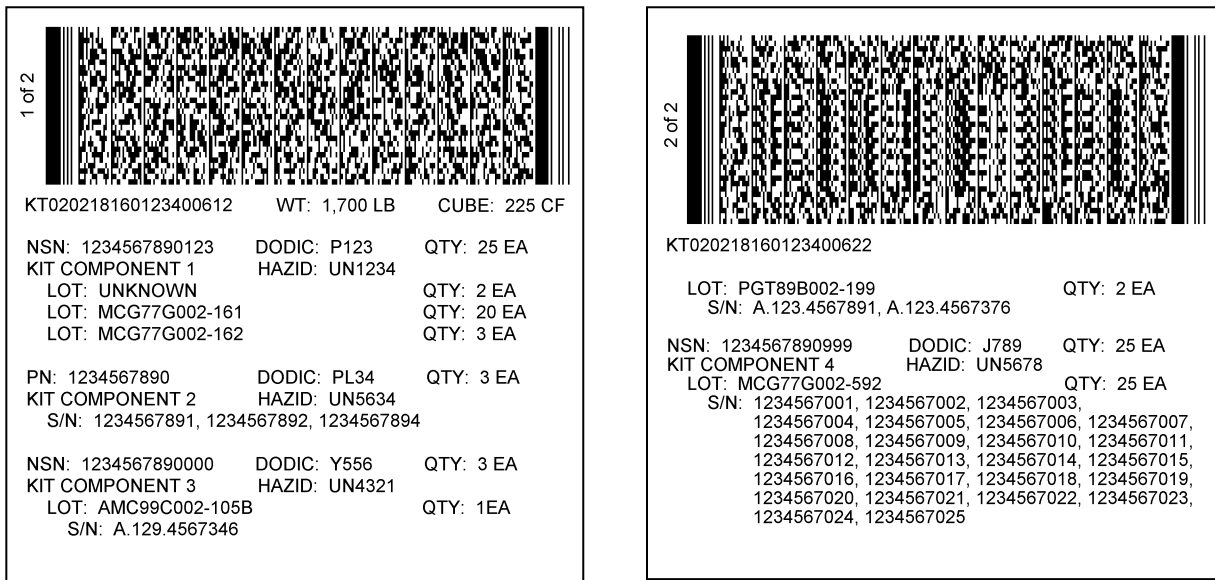 1 of 2
KT020218160123400612 WT: 1,700 LB CUBE: 225 CF
NSN: 1234567890123 DODIC: P123 QTY: 25 EA
KIT COMPONENT 1 HAZID: UN1234
LOT: UNKNOWN QTY: 2 EA
LOT: MCG77G002-161 QTY: 20 EA
LOT: MCG77G002-162 QTY: 3 EA
PN: 1234567890 DODIC: PL34 QTY: 3 EA
KIT COMPONENT 2 HAZID: UN5634
S/N: 1234567891, 1234567892, 1234567894
NSN: 1234567890000 DODIC: Y556 QTY: 3 EA
KIT COMPONENT 3 HAZID: UN4321
LOT: AMC99C002-105B QTY: 1EA
S/N: A.129.4567346
2 of 2
KT020218160123400622
LOT: PGT89B002-199 QTY: 2 EA
S/N: A.123.4567891, A.123.4567376
NSN: 1234567890999 DODIC: J789 QTY: 25 EA
KIT COMPONENT 4 HAZID: UN5678
LOT: MCG77G002-592 QTY: 25 EA
S/N: 1234567001, 1234567002, 1234567003,
1234567004, 1234567005, 1234567006, 1234567007,
1234567008, 1234567009, 1234567010, 1234567011,
1234567012, 1234567013, 1234567014, 1234567015,
1234567016, 1234567017, 1234567018, 1234567019,
1234567020, 1234567021, 1234567022, 1234567023,
1234567024, 1234567025